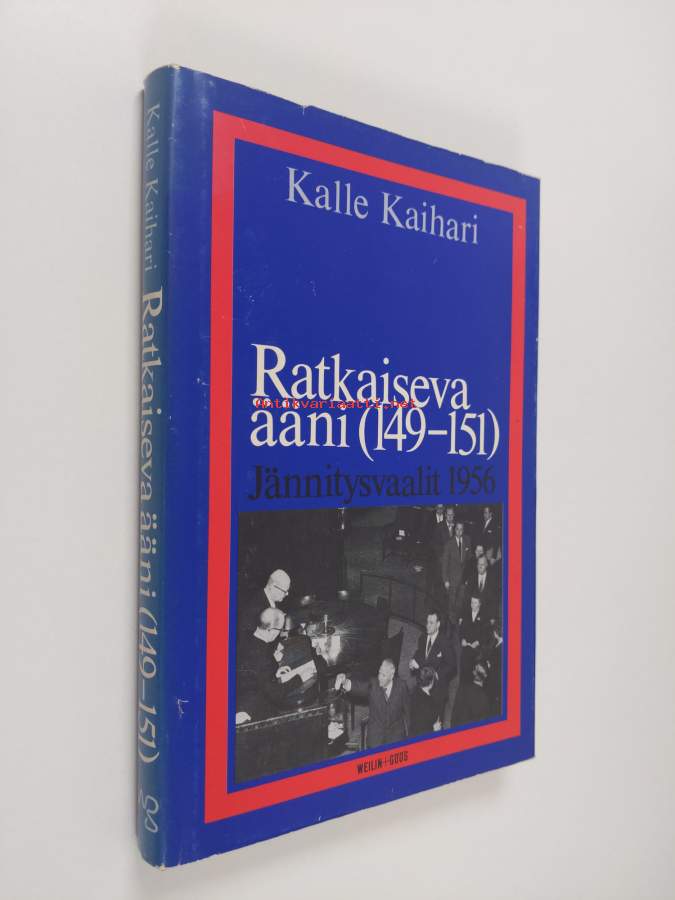 Kalle Kaihari Ratkaiseva ääni (149–151)
Kalle Kaihari
Ratkaiseva
ääni (149–151)
Antikvariaatti.net
Jännitysvaalit 1956
WEILIN+GÖÖS